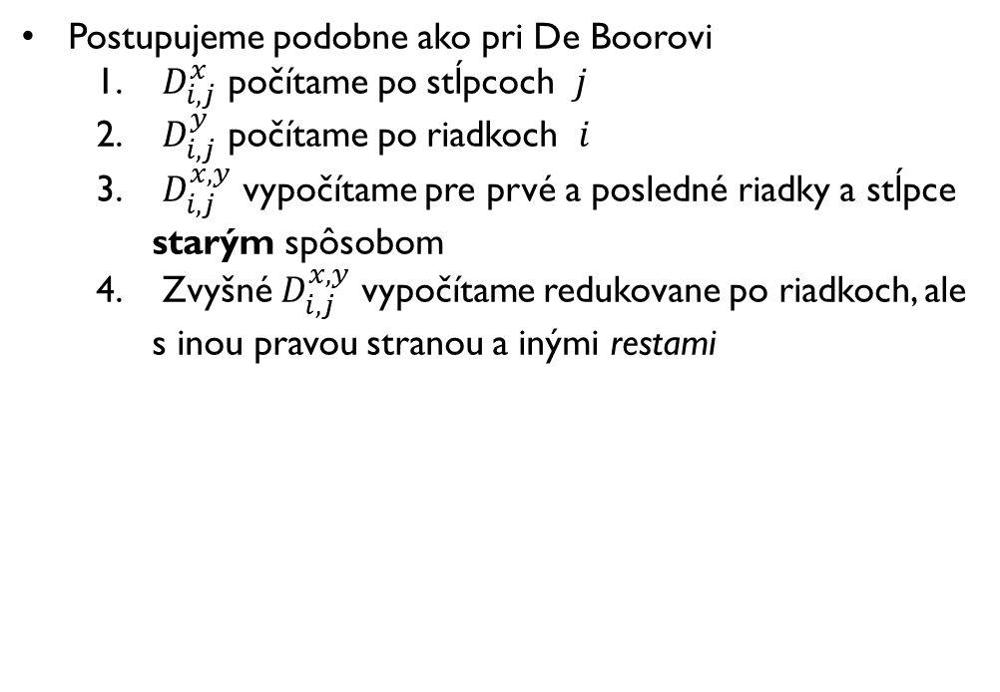 • Postupujeme podobne ako pri De Boorovi
1. $D_{i,j}^{x}$ počítame po stĺpcoch $j$
2. $D_{i,j}^{y}$ počítame po riadkoch $i$
3. $D_{i,j}^{x,y}$ vypočítame pre prvé a posledné riadky a stĺpce
starým spôsobom
4. Zvyšné $D_{i,j}^{x,y}$ vypočítame redukovane po riadkoch, ale
s inou pravou stranou a inými restami